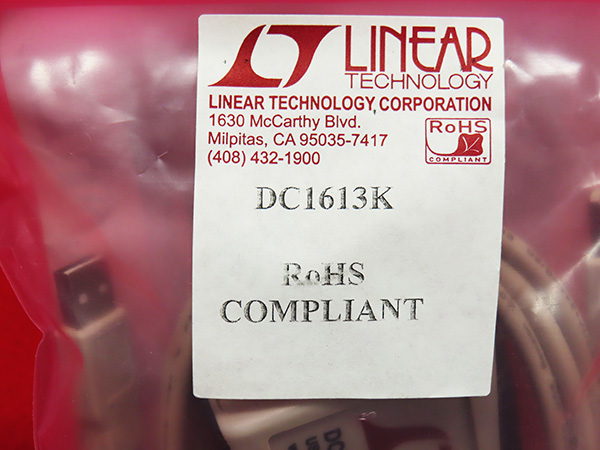 LINEAR
TECHNOLOGY
LINEAR TECHNOLOGY CORPORATION
1630 McCarthy Blvd.
Milpitas, CA 95035-7417
(408) 432-1900
RoHS
COMPLIANT
DC1613K
RoHS
COMPLIANT
DC